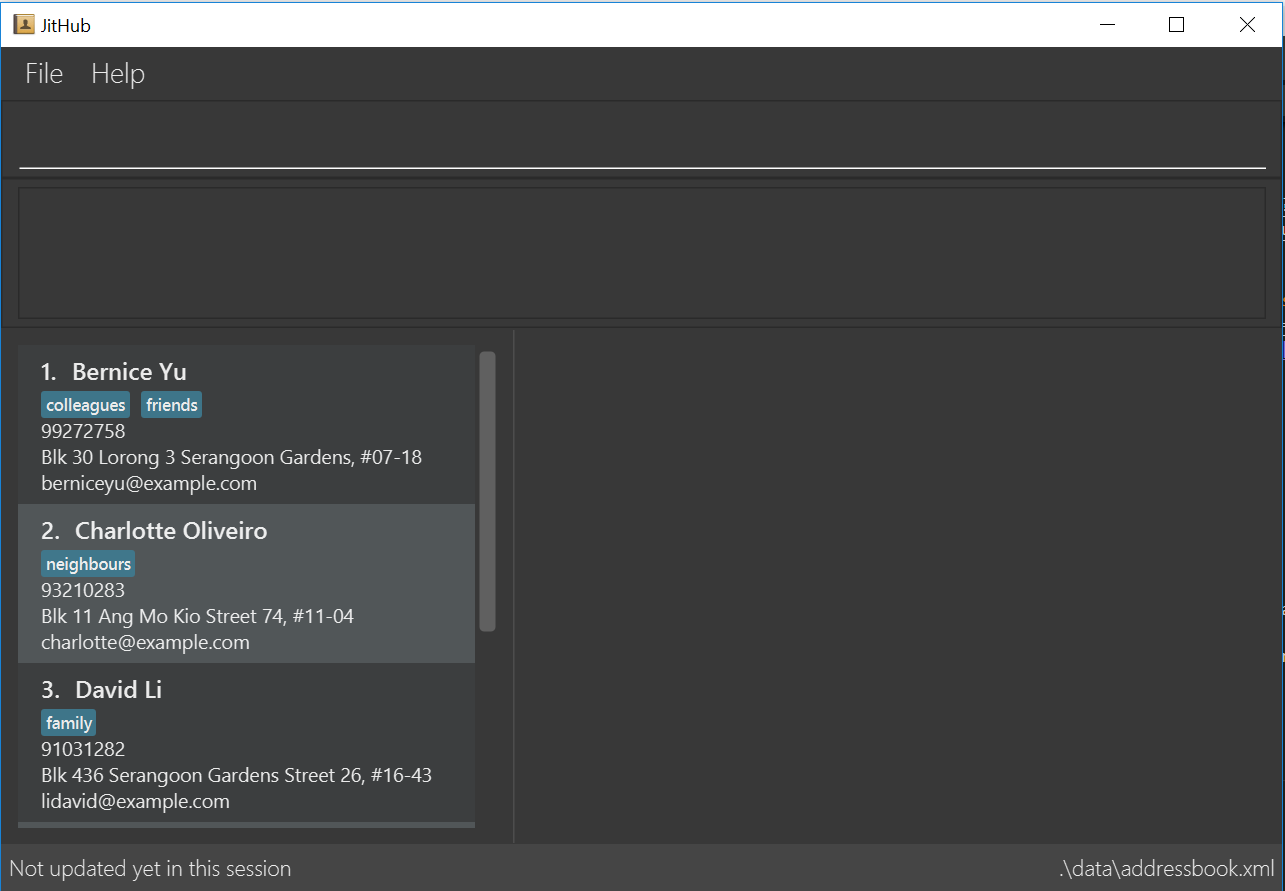 JitHub
File Help
1. Bernice Yu
colleagues friends
99272758
Blk 30 Lorong 3 Serangoon Gardens, #07-18
berniceyu@example.com
2. Charlotte Oliveiro
neighbours
93210283
Blk 11 Ang Mo Kio Street 74, #11-04
charlotte@example.com
3. David Li
family
91031282
Blk 436 Serangoon Gardens Street 26, #16-43
lidavid@example.com
Not updated yet in this session
.\data\addressbook.xml